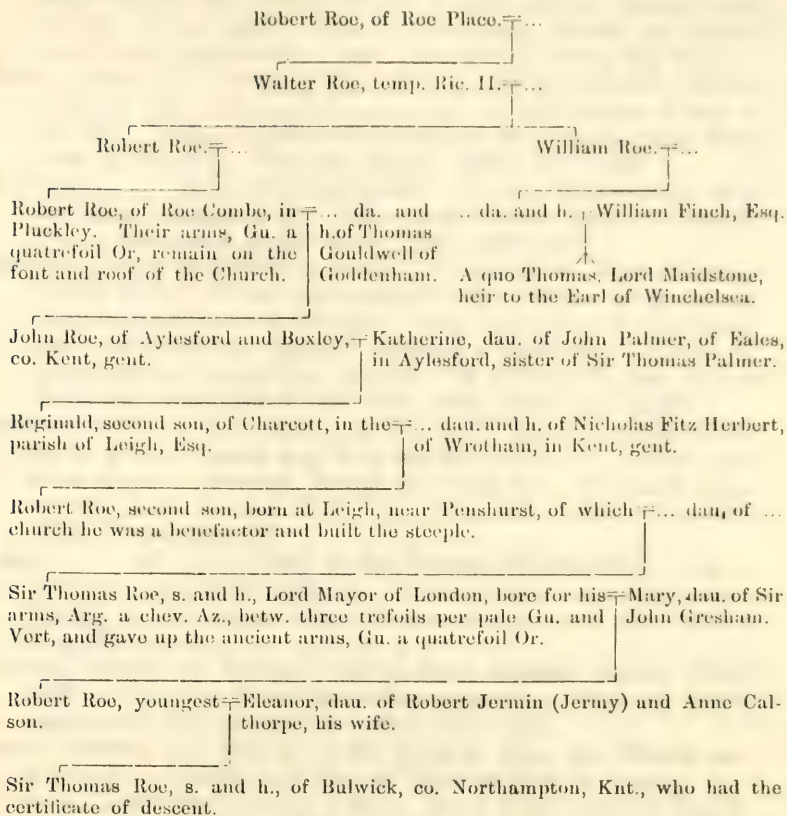 Robert Roe, of Roe Place.=...
Walter Roe, temp. Ric. II.=...
Robert Roe.=... William Roe.=...
Robert Roe, of Roe Combe, in =... da. and .. da. and h. William Finch, Esq.
Pluckley. Their arms, Gu. a h. of Thomas
quatrefoil Or, remain on the Gouldwell of
font and roof of the Church. Goddenham. A quo Thomas, Lord Maidstone,
heir to the Earl of Winchelsea.
John Roe, of Aylesford and Boxley,=Katherine, dau. of John Palmer, of Eales,
co. Kent, gent. in Aylesford, sister of Sir Thomas Palmer.
Reginald, second son, of Charcott, in the=... dau. and h. of Nicholas Fitz Herbert,
parish of Leigh, Esq. of Wrotham, in Kent, gent.
Robert Roe, second son, born at Leigh, near Penshurst, of which =... dau, of ...
church he was a benefactor and built the steeple.
Sir Thomas Roe, s. and h., Lord Mayor of London, bore for his=Mary, dau. of Sir
arms, Arg. a chev. Az., betw. three trefoils per pale Gu. and John Gresham.
Vert, and gave up the ancient arms, Gu. a quatrefoil Or.
Robert Roe, youngest=Eleanor, dau. of Robert Jermin (Jermy) and Anne Cal-
son. thorpe, his wife.
Sir Thomas Roe, s. and h., of Bulwick, co. Northampton, Knt., who had the
certificate of descent.